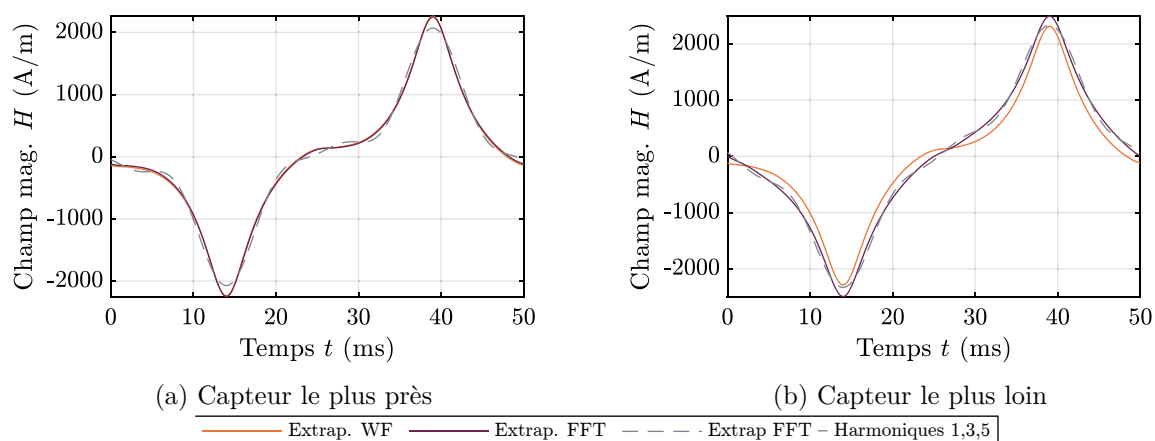 2000
1000
0
-1000
-2000
Champ mag. H (A/m)
0 10 20 30 40 50
Temps t (ms)
(a) Capteur le plus près
2000
1000
0
-1000
-2000
Champ mag. H (A/m)
0 10 20 30 40 50
Temps t (ms)
(b) Capteur le plus loin
Extrap. WF Extrap. FFT Extrap FFT – Harmoniques 1,3,5